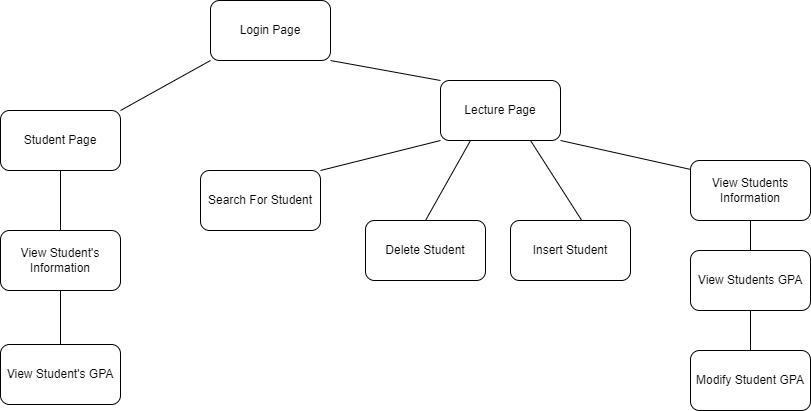 Login Page
Lecture Page
Student Page
Search For Student
View Students
Information
Delete Student
Insert Student
View Student's
Information
View Students GPA
View Student's GPA
Modify Student GPA